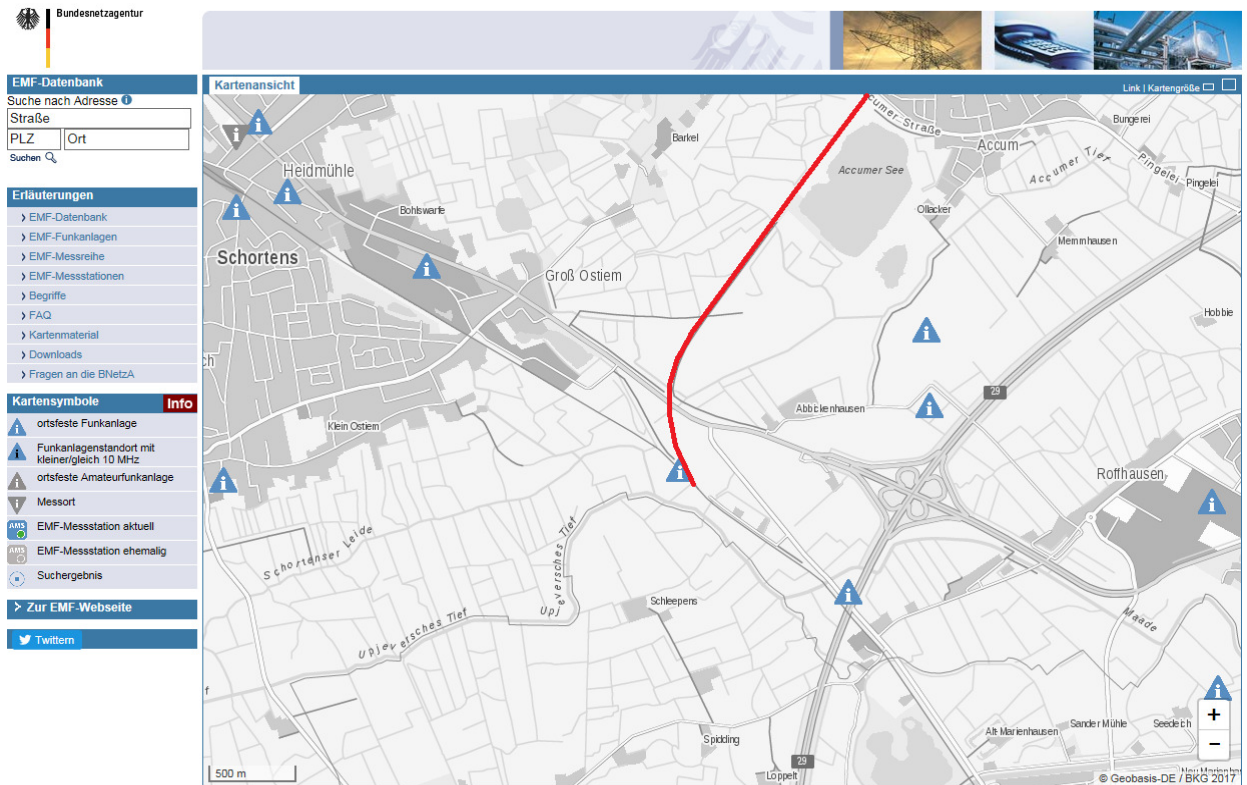 Bundesnetzagentur
EMF-Datenbank
Suche nach Adresse
Straße
PLZ
Ort
Suchen
Erläuterungen
EMF-Datenbank
EMF-Funkanlagen
EMF-Messreihe
EMF-Messstationen
Begriffe
FAQ
Kartenmaterial
Downloads
Fragen an die BNetzA
Kartensymbole
Info
ortsfeste Funkanlage
Funkanlagenstandort mit
kleiner/gleich 10 MHz
ortsfeste Amateurfunkanlage
Messort
AMS
EMF-Messstation aktuell
AMS
EMF-Messstation ehemalig
Suchergebnis
> Zur EMF-Webseite
Twittern
Kartenansicht
Link | Kartengröße
Accum
Bungerei
Barkel
Heidmühle
Accumer See
Accumer Tief
Pingelei
Pingelei
Bohlswarfe
Ollacker
Schortens
Memmhausen
Groß Ostiem
Hobbie
29
Abbickenhausen
Klein Ostiem
Roffhausen
Schortenser Leide
Upjeversches Tief
Schleepens
Upjeversches Tief
Maade
Alt-Marienhausen
Sander Mühle
Seedeich
Spidding
29
Loppelt
+
−
500 m
© Geobasis-DE / BKG 2017